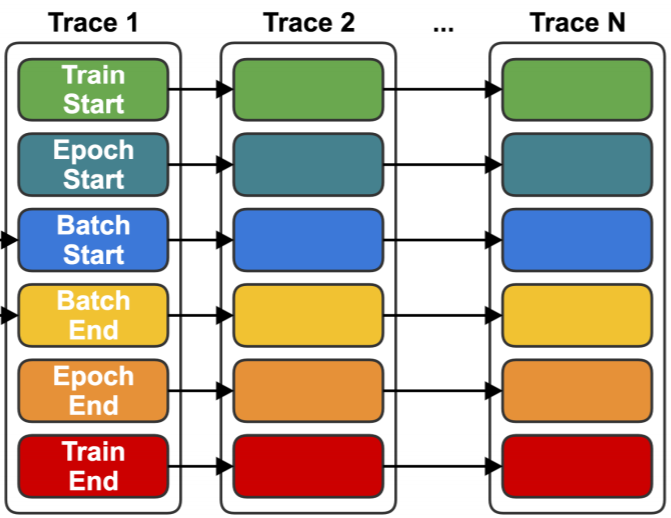 Trace 1 Trace 2 ... Trace N
Train
Start
Epoch
Start
Batch
Start
Batch
End
Epoch
End
Train
End